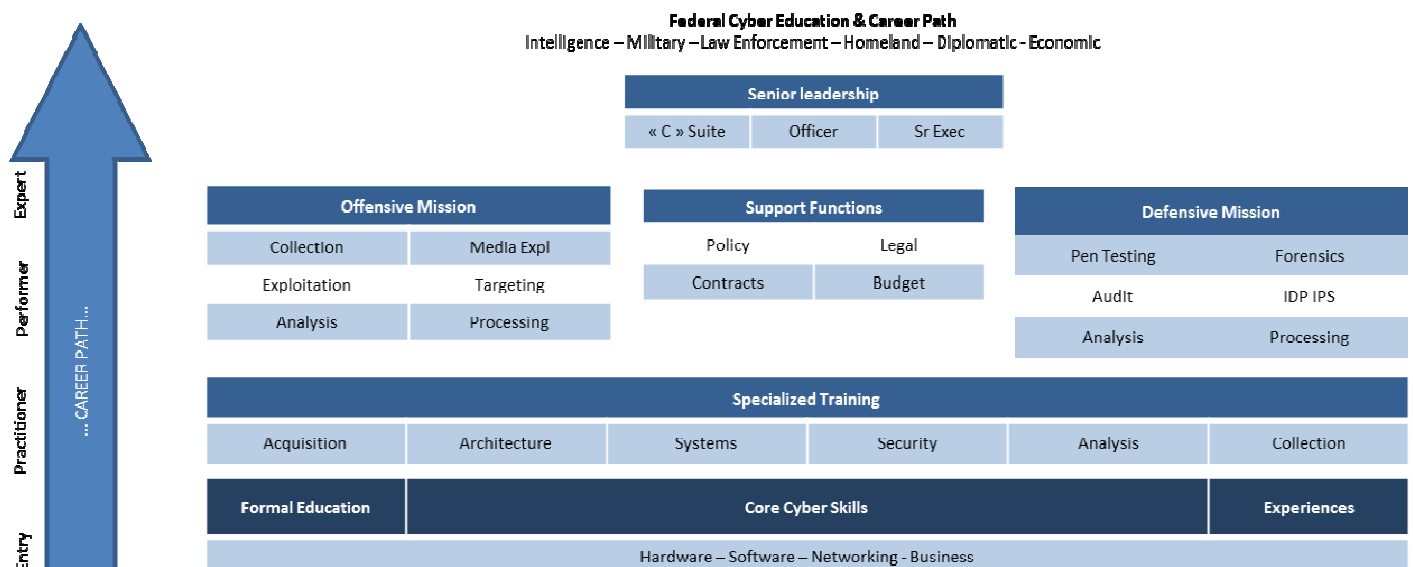 Federal Cyber Education & Career Path
Intelligence – Military – Law Enforcement – Homeland – Diplomatic - Economic
Senior leadership
« C » Suite
Officer
Sr Exec
Offensive Mission
Collection
Media Expl
Exploitation
Targeting
Analysis
Processing
Support Functions
Policy
Legal
Contracts
Budget
Defensive Mission
Pen Testing
Forensics
Audit
IDP IPS
Analysis
Processing
Specialized Training
Acquisition
Architecture
Systems
Security
Analysis
Collection
Formal Education
Core Cyber Skills
Experiences
Hardware – Software – Networking - Business
Expert
Performer
Practitioner
Entry
... CAREER PATH...